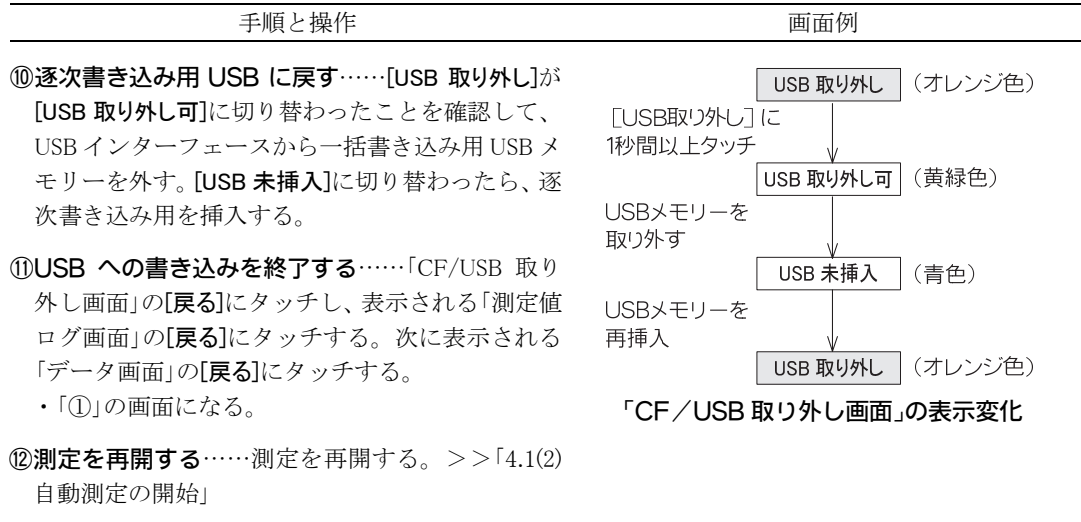 手順と操作
画面例
⑩逐次書き込み用 USB に戻す……[USB 取り外し]が
[USB 取り外し可]に切り替わったことを確認して、
USB インターフェースから一括書き込み用 USB メ
モリーを外す。[USB 未挿入]に切り替わったら、逐
次書き込み用を挿入する。
⑪USB への書き込みを終了する……「CF/USB 取り
外し画面」の[戻る]にタッチし、表示される「測定値
ログ画面」の[戻る]にタッチする。次に表示される
「データ画面」の[戻る]にタッチする。
・「①」の画面になる。
⑫測定を再開する……測定を再開する。＞＞「4.1(2)
自動測定の開始」
USB 取り外し （オレンジ色）
［USB取り外し］に
1秒間以上タッチ
USB 取り外し可 （黄緑色）
USBメモリーを
取り外す
USB 未挿入 （青色）
USBメモリーを
再挿入
USB 取り外し （オレンジ色）
「CF／USB 取り外し画面」の表示変化